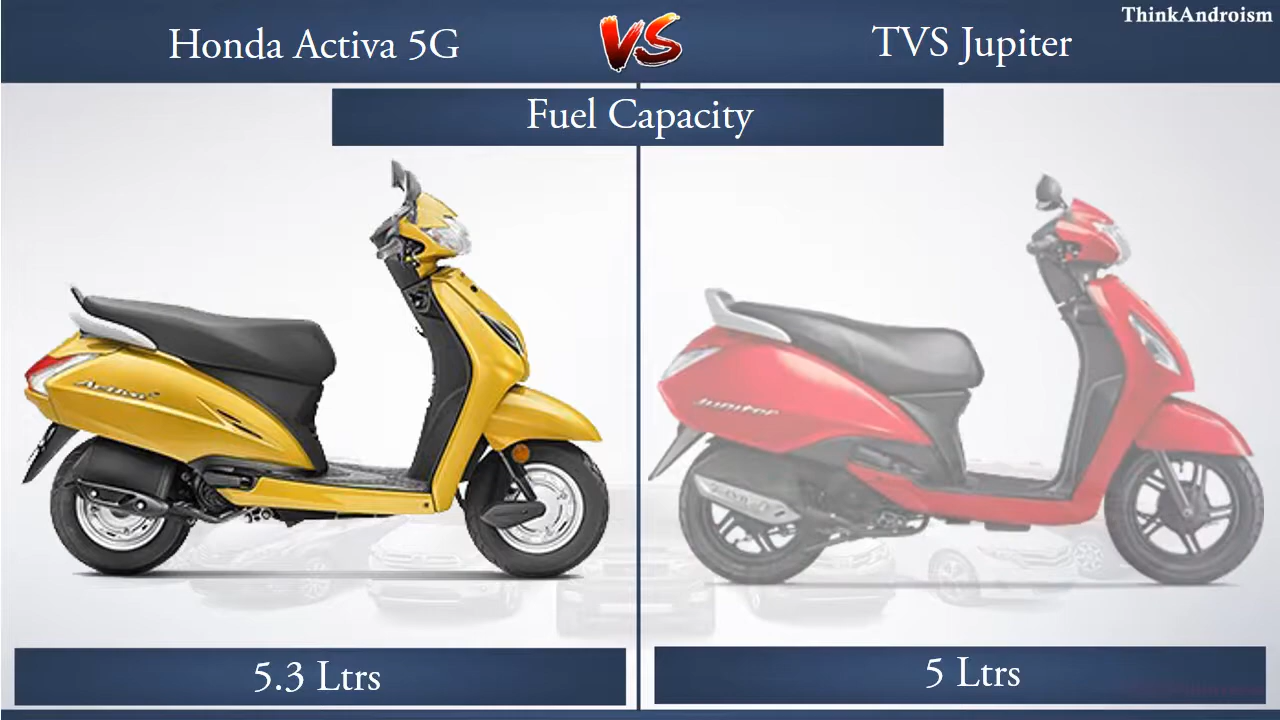 ThinkAndroism
Honda Activa 5G
VS
TVS Jupiter
Fuel Capacity
Activa
Jupiter
5.3 Ltrs
5 Ltrs